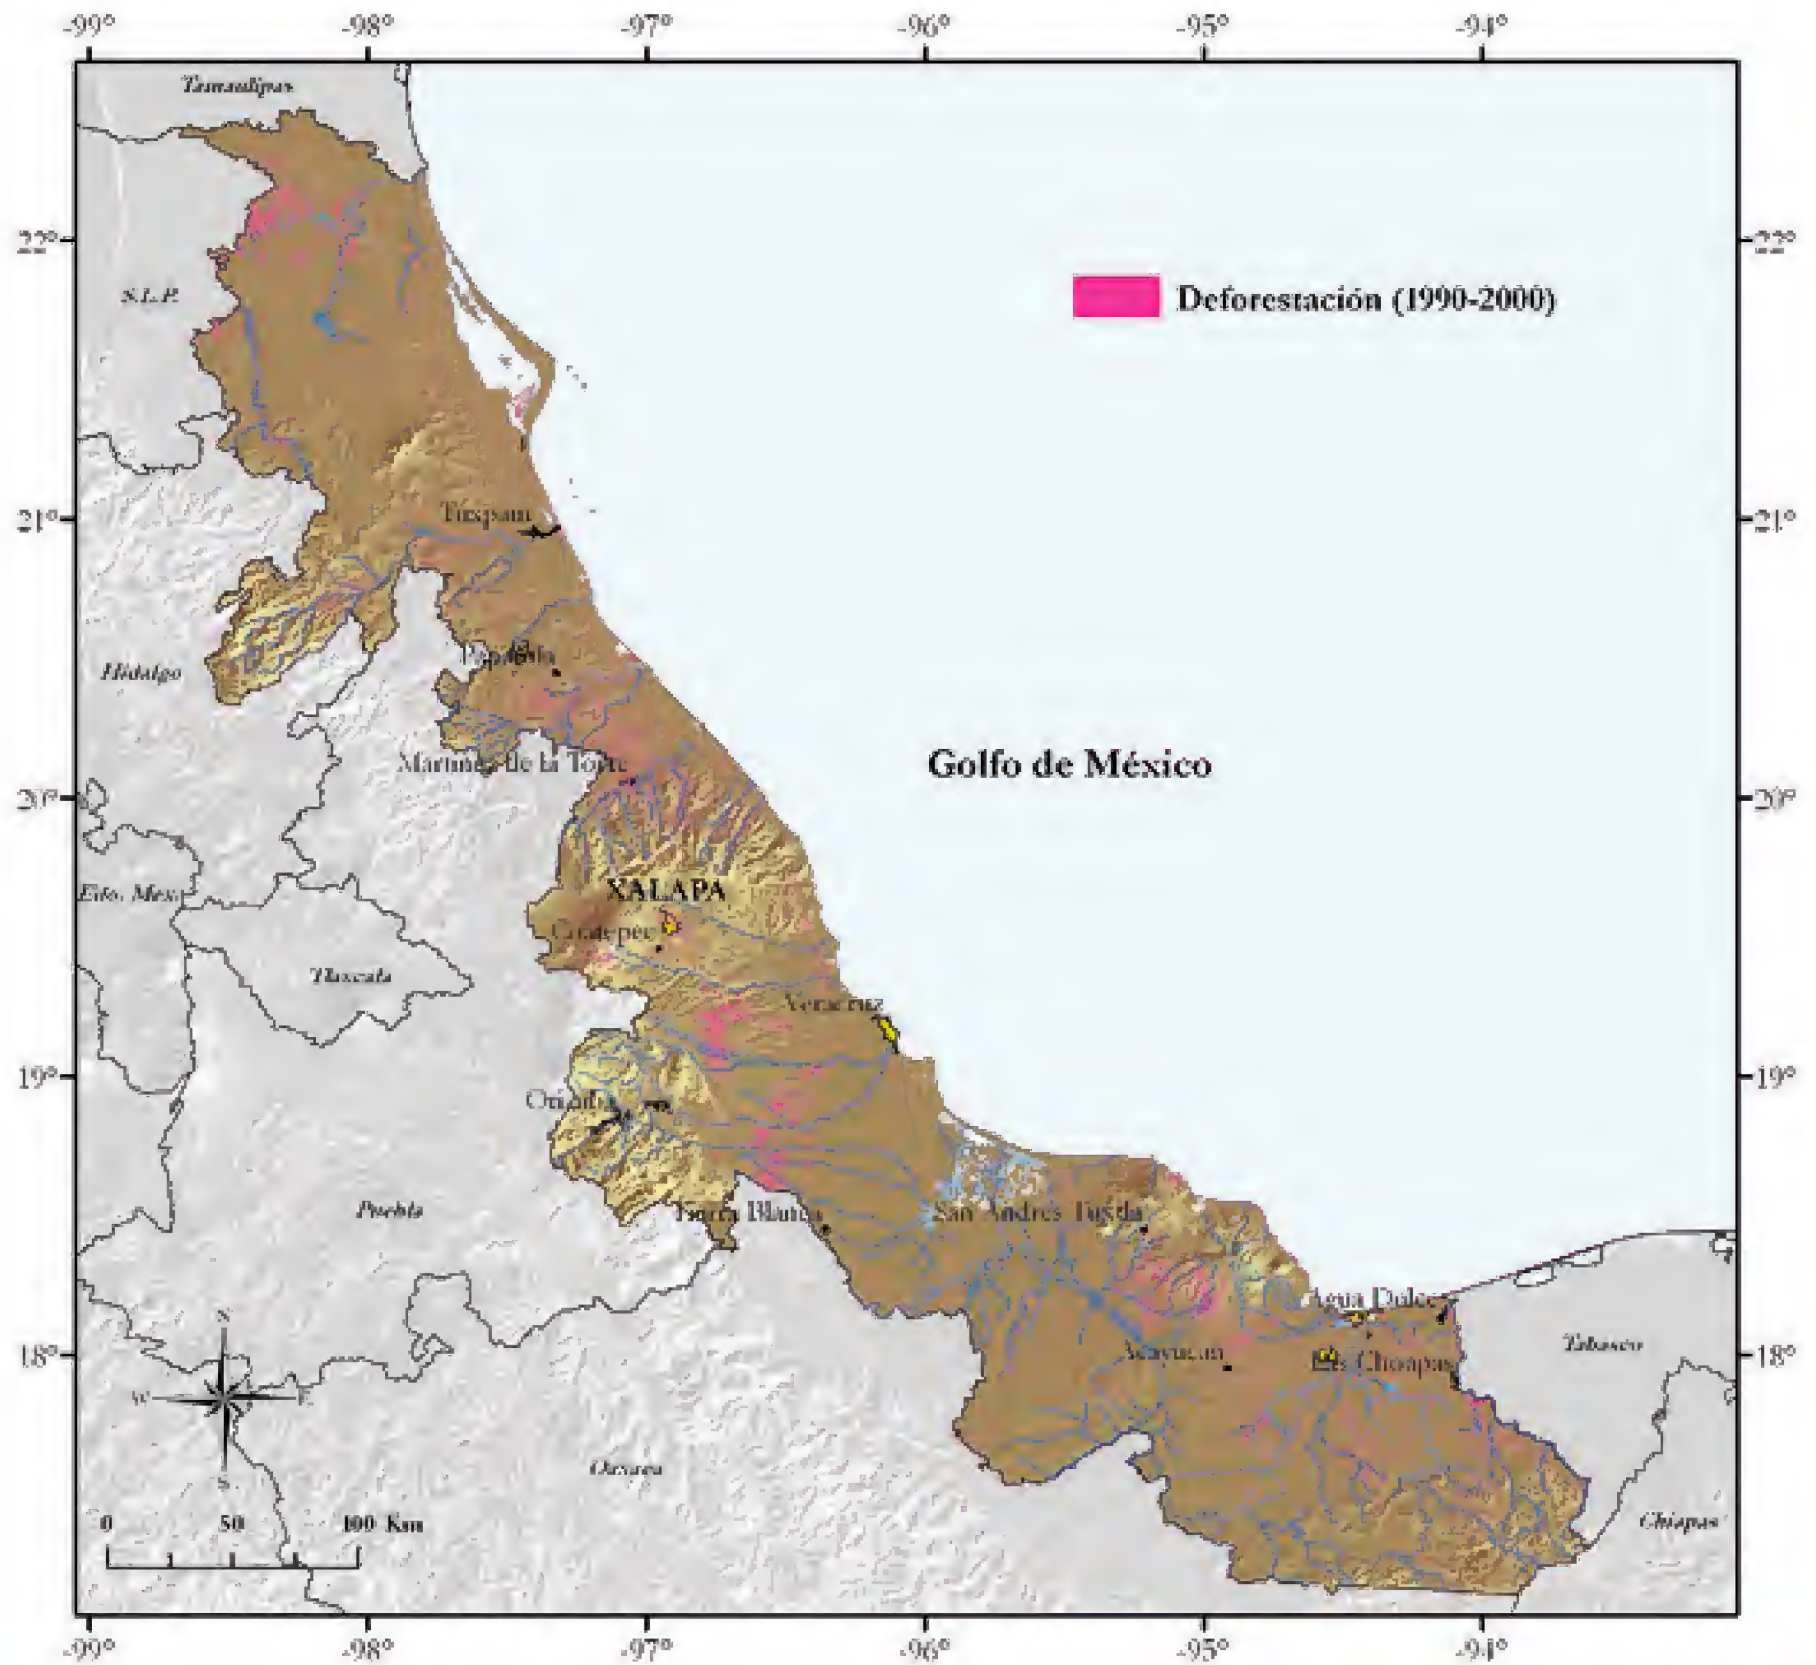 -99° -98° -97° -96° -95° -94°
Tamaulipas
22° 22°
S.L.P.
Deforestación (1990-2000)
21° 21°
Túxpam
Hidalgo
Papantla
Martínez de la Torre
Golfo de México
20° 20°
XALAPA
Edo. Mex.
Coatepec
Tlaxcala
Veracruz
19° 19°
Orizaba
Puebla
Tierra Blanca
San Andrés Tuxtla
Agua Dulce
Tabasco
18° 18°
Acayucan
Las Choapas
N
W E
S
Oaxaca
Chiapas
0 50 100 Km
-99° -98° -97° -96° -95° -94°